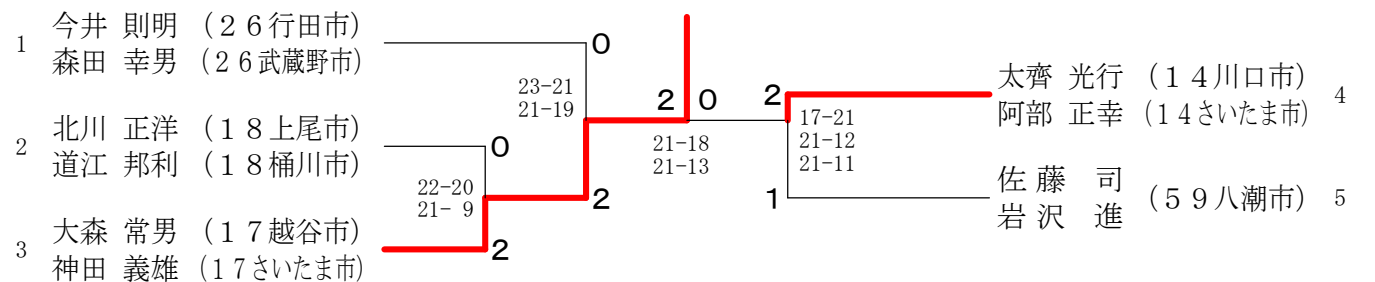 1
今井 則明 (26行田市)
森田 幸男 (26武蔵野市)
2
北川 正洋 (18上尾市)
道江 邦利 (18桶川市)
3
大森 常男 (17越谷市)
神田 義雄 (17さいたま市)
0
23-21
21-19
0
22-20
21- 9
2
2
2 0
21-18
21-13
2
17-21
21-12
21-11
1
太齊 光行 (14川口市)
阿部 正幸 (14さいたま市)
4
佐藤 司
岩沢 進
(59八潮市)
5